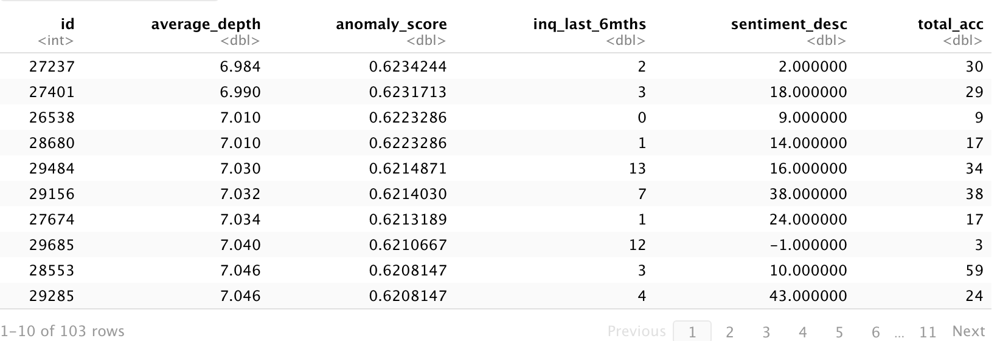 id average_depth anomaly_score inq_last_6mths sentiment_desc total_acc
<int> <dbl> <dbl> <dbl> <dbl> <dbl>
27237 6.984 0.6234244 2 2.000000 30
27401 6.990 0.6231713 3 18.000000 29
26538 7.010 0.6223286 0 9.000000 9
28680 7.010 0.6223286 1 14.000000 17
29484 7.030 0.6214871 13 16.000000 34
29156 7.032 0.6214030 7 38.000000 38
27674 7.034 0.6213189 1 24.000000 17
29685 7.040 0.6210667 12 -1.000000 3
28553 7.046 0.6208147 3 10.000000 59
29285 7.046 0.6208147 4 43.000000 24
1-10 of 103 rows Previous 1 2 3 4 5 6 ... 11 Next